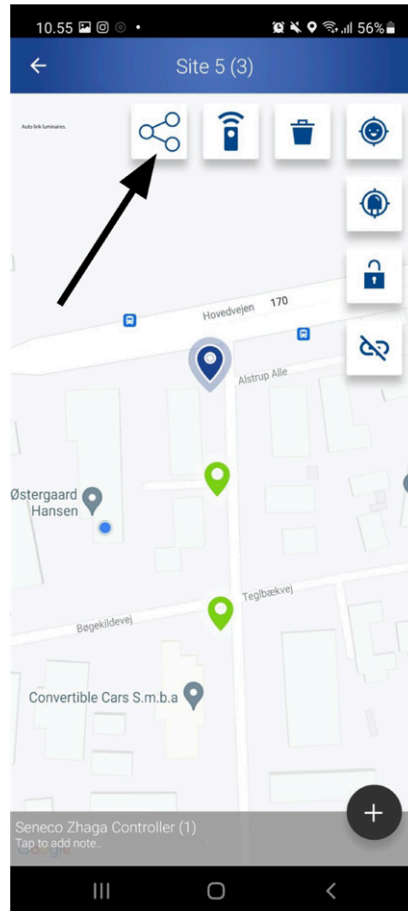 10.55
56%
Site 5 (3)
Auto link luminaires.
Hovedvejen
170
Alstrup Alle
Østergaard
Hansen
Teglbækvej
Bøgekildevej
Convertible Cars S.m.b.a
Seneco Zhaga Controller (1)
Tap to add note..
Google